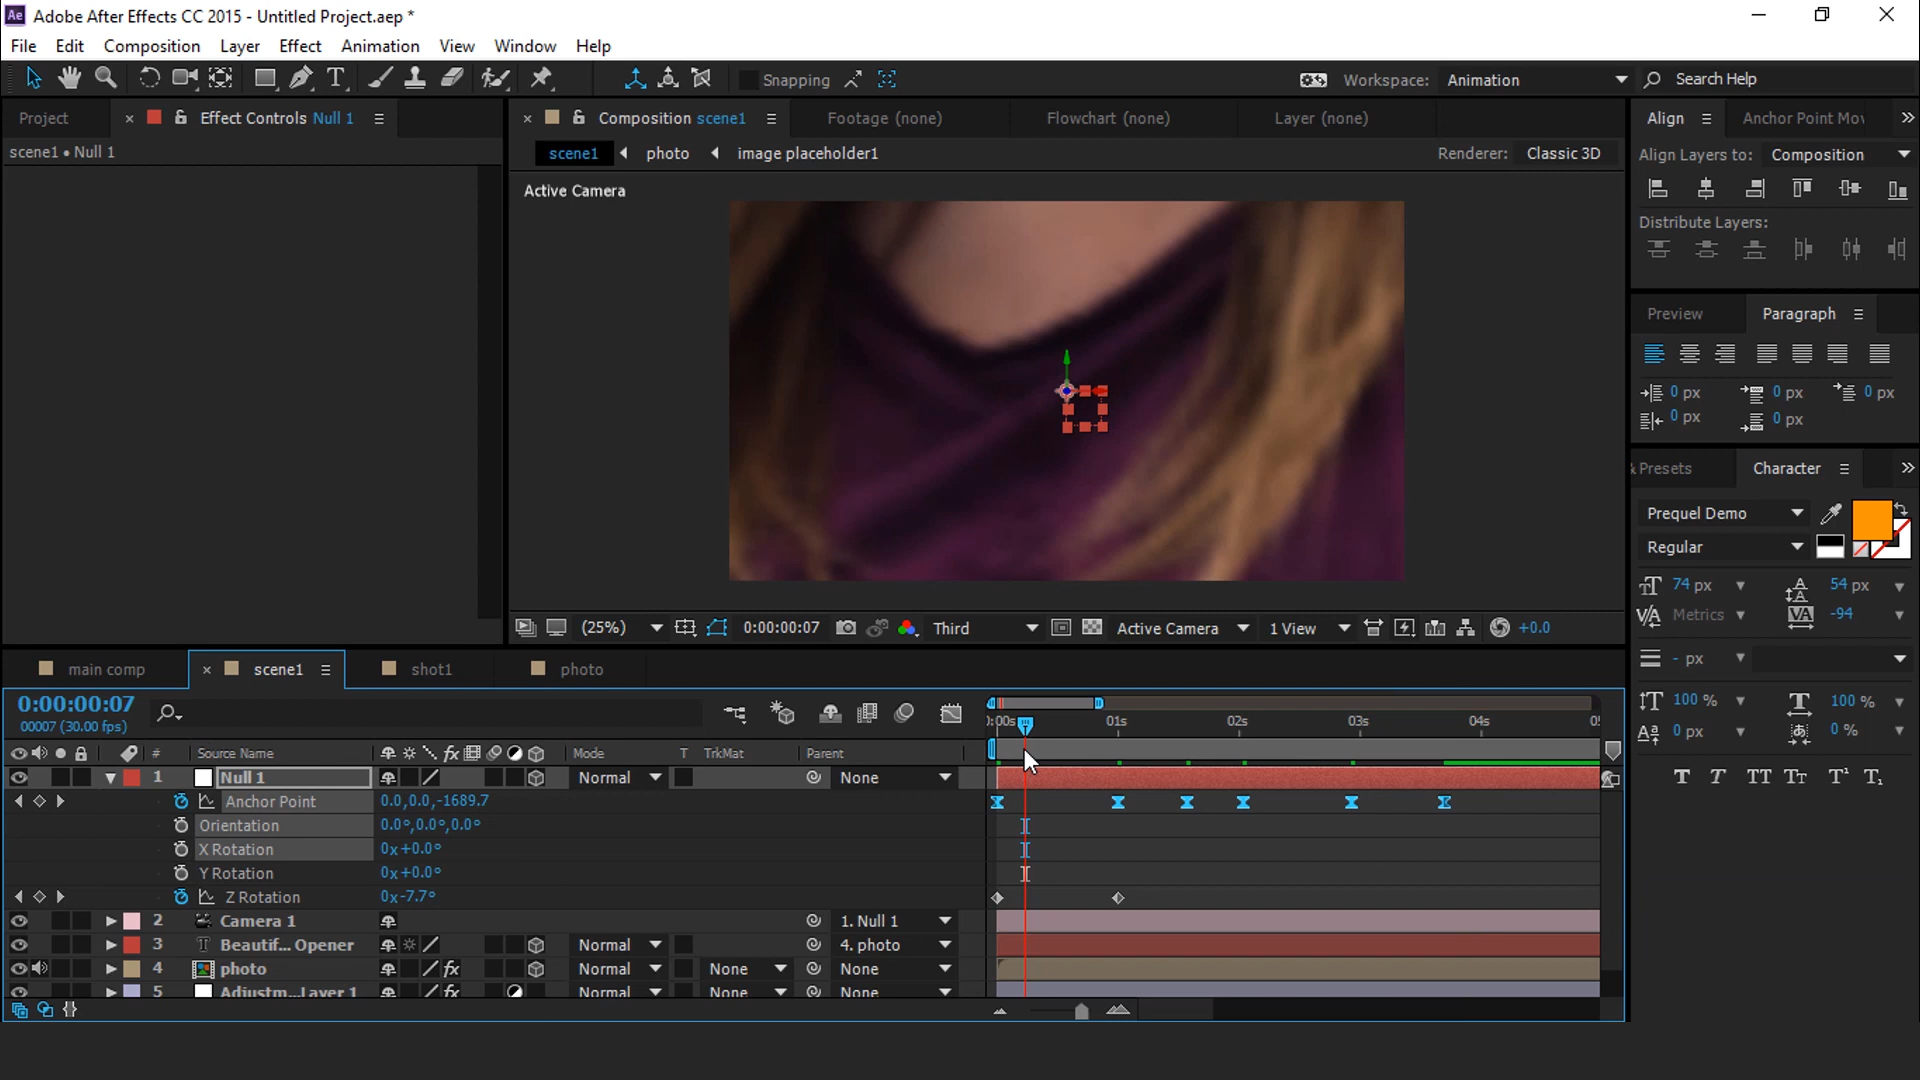 Ae Adobe After Effects CC 2015 - Untitled Project.aep *
File Edit Composition Layer Effect Animation View Window Help
Snapping Workspace: Animation Search Help
Project Effect Controls Null 1 Composition scene1 Footage (none) Flowchart (none) Layer (none) Align Anchor Point Mov
scene1 • Null 1 scene1 photo image placeholder1 Renderer: Classic 3D Align Layers to: Composition
Active Camera
Distribute Layers:
Preview Paragraph
0 px 0 px 0 px
0 px 0 px
& Presets Character
Prequel Demo
Regular
74 px 54 px
Metrics -94
(25%) 0:00:00:07 Third Active Camera 1 View +0.0
- px
main comp scene1 shot1 photo
0:00:00:07
00007 (30.00 fps)
):00s 01s 02s 03s 04s 0:
100 % 100 %
0 px 0 %
# Source Name fx Mode T TrkMat Parent
1 Null 1 Normal None
Anchor Point 0.0,0.0,-1689.7
Orientation 0.0°,0.0°,0.0°
X Rotation 0x+0.0°
Y Rotation 0x+0.0°
Z Rotation 0x-7.7°
2 Camera 1 1. Null 1
3 T Beautif... Opener Normal 4. photo
4 photo fx Normal None None
5 Adjustm...Layer 1 fx Normal None None
T T TT Tт T¹ T₁